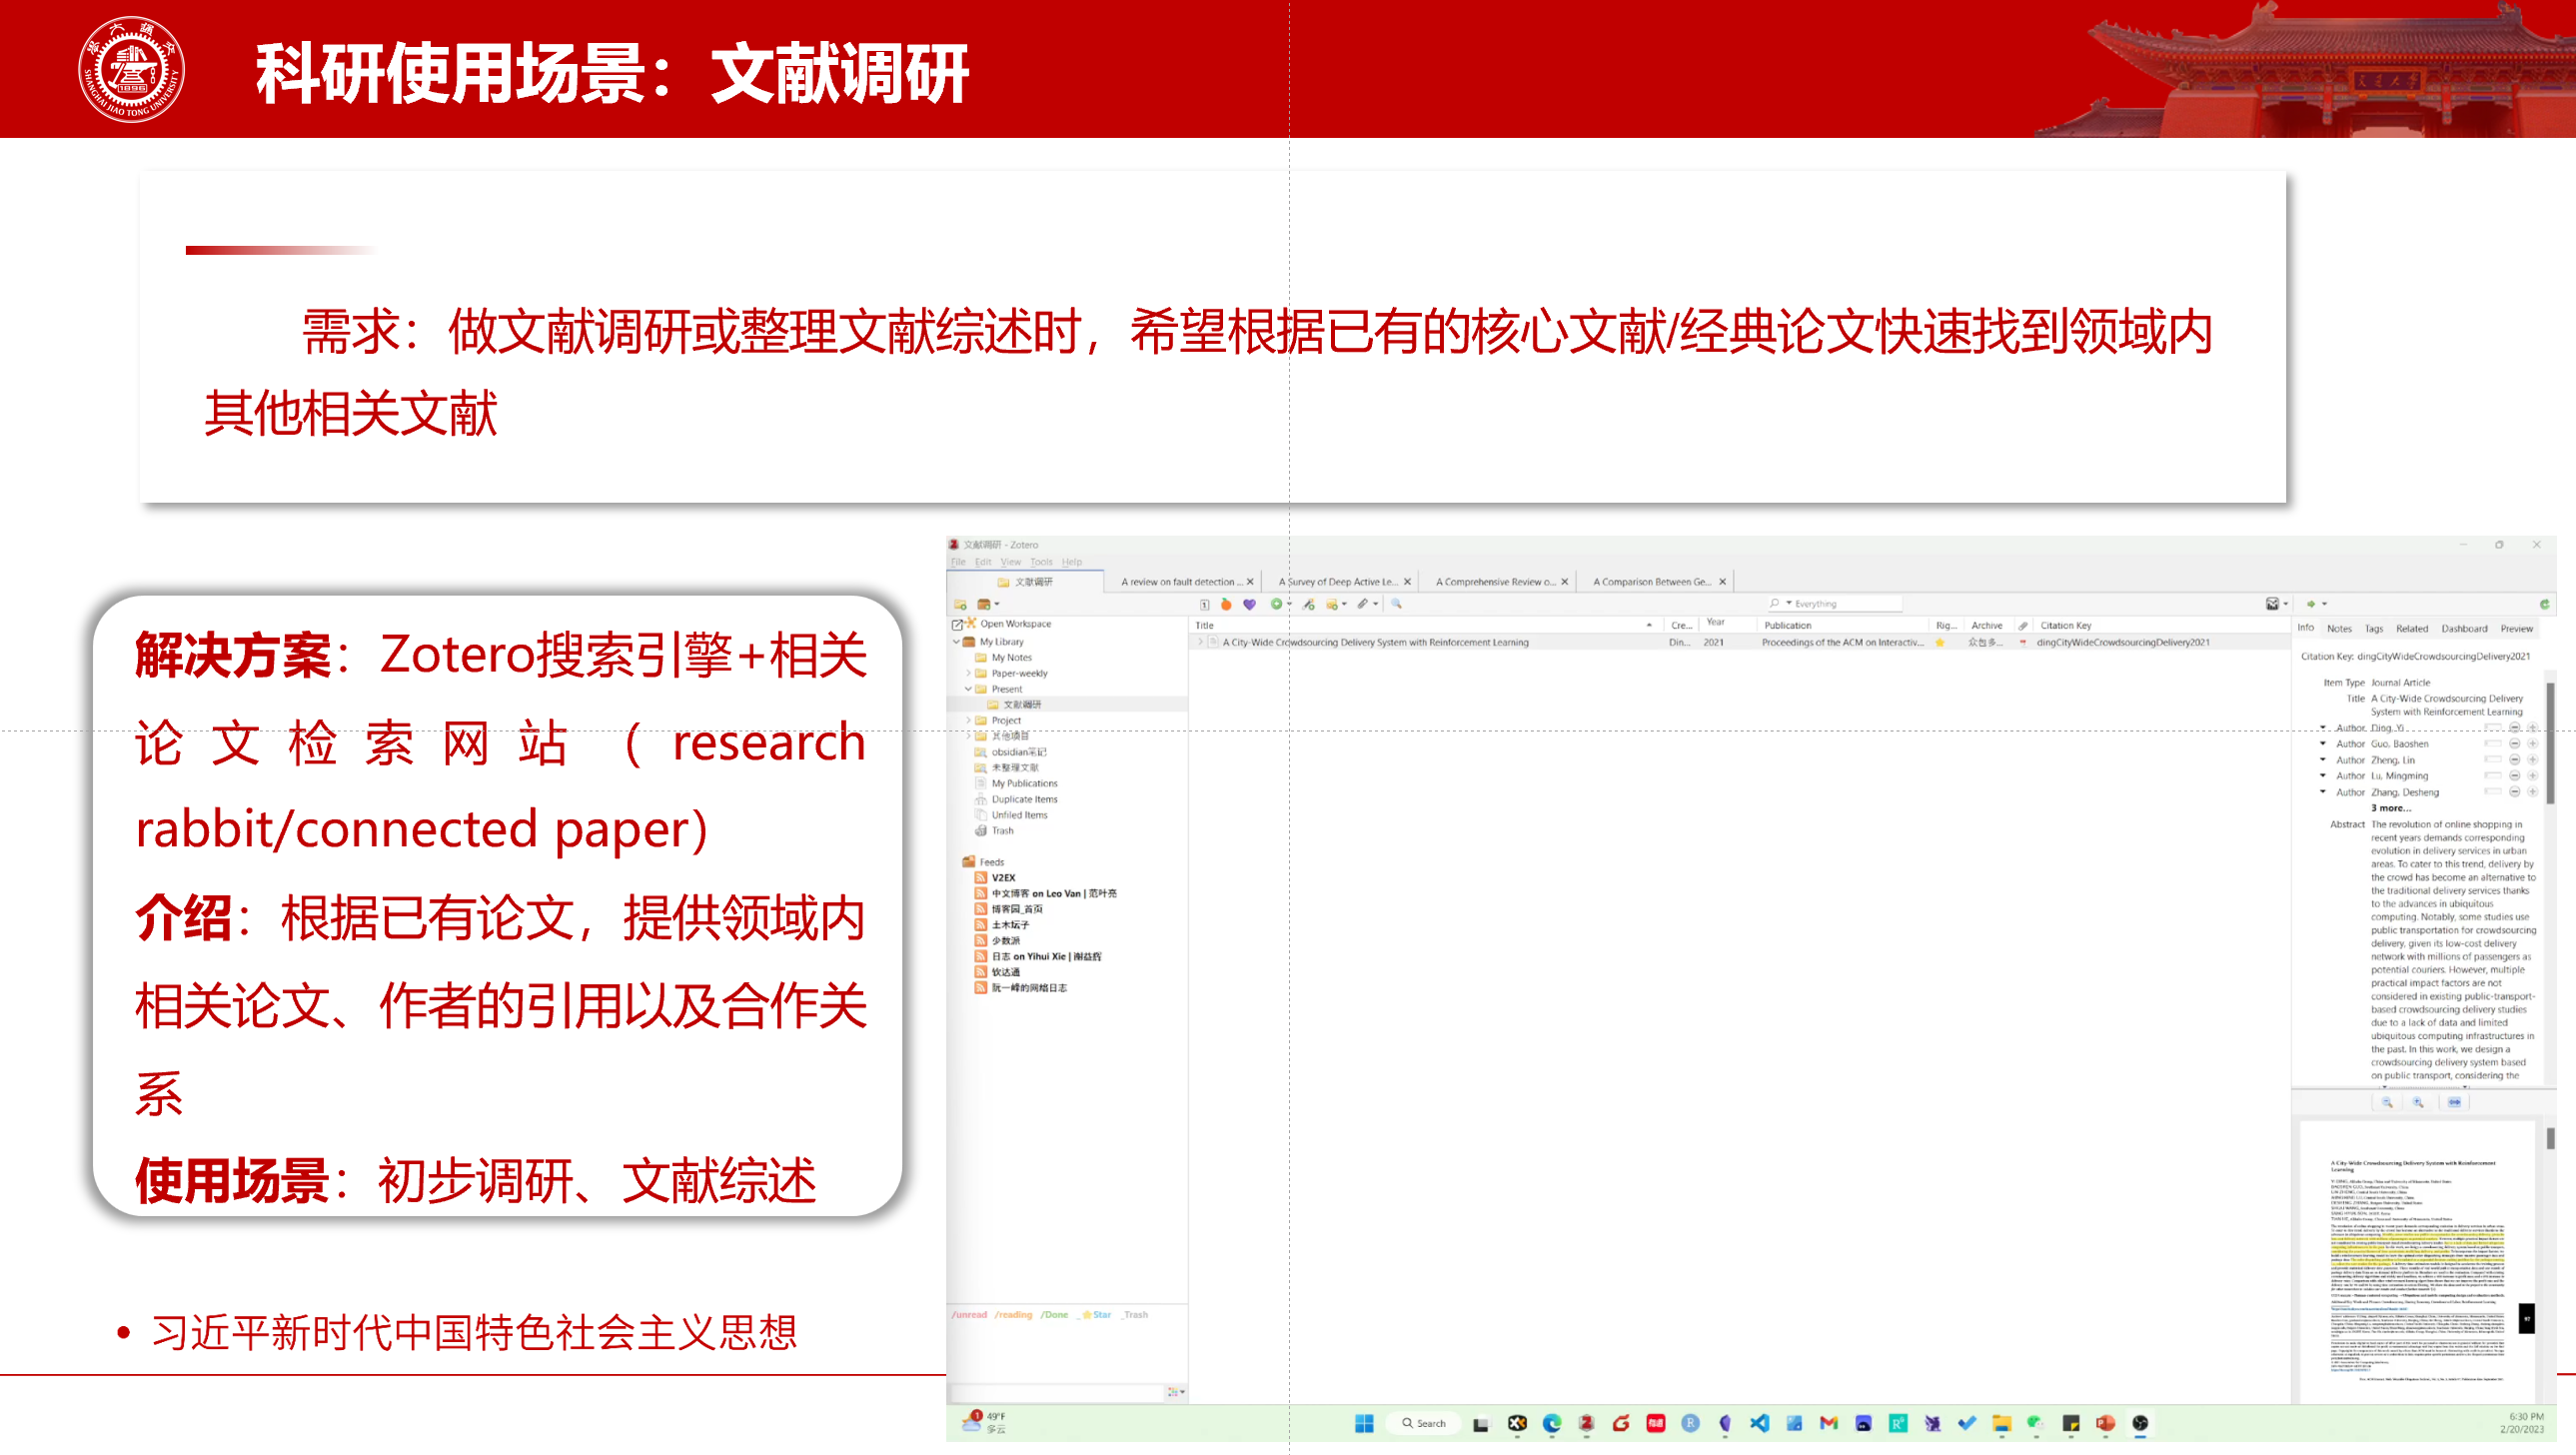 科研使用场景：文献调研
SHANGHAI JIAO TONG UNIVERSITY
1896
需求：做文献调研或整理文献综述时，希望根据已有的核心文献/经典论文快速找到领域内
其他相关文献
解决方案：Zotero搜索引擎+相关
论文检索网站（research
rabbit/connected paper）
介绍：根据已有论文，提供领域内
相关论文、作者的引用以及合作关
系
使用场景：初步调研、文献综述
• 习近平新时代中国特色社会主义思想
文献调研 - Zotero
File Edit View Tools Help
文献调研
A review on fault detection ...
A Survey of Deep Active Le...
A Comprehensive Review o...
A Comparison Between Ge...
Everything
Open Workspace
My Library
My Notes
Paper-weekly
Present
文献调研
Project
其他项目
obsidian笔记
未整理文献
My Publications
Duplicate Items
Unfiled Items
Trash
Feeds
V2EX
中文博客 on Leo Van | 范叶亮
博客园_首页
土木坛子
少数派
日志 on Yihui Xie | 谢益辉
钦达通
阮一峰的网络日志
/unread /reading /Done _⭐Star _Trash
Title Cre... Year Publication Rig... Archive Citation Key
A City-Wide Crowdsourcing Delivery System with Reinforcement Learning Din... 2021 Proceedings of the ACM on Interactiv... 众包多... dingCityWideCrowdsourcingDelivery2021
Info Notes Tags Related Dashboard Preview
Citation Key: dingCityWideCrowdsourcingDelivery2021
Item Type Journal Article
Title A City-Wide Crowdsourcing Delivery
System with Reinforcement Learning
Author Ding, Yi
Author Guo, Baoshen
Author Zheng, Lin
Author Lu, Mingming
Author Zhang, Desheng
3 more...
Abstract The revolution of online shopping in
recent years demands corresponding
evolution in delivery services in urban
areas. To cater to this trend, delivery by
the crowd has become an alternative to
the traditional delivery services thanks
to the advances in ubiquitous
computing. Notably, some studies use
public transportation for crowdsourcing
delivery, given its low-cost delivery
network with millions of passengers as
potential couriers. However, multiple
practical impact factors are not
considered in existing public-transport-
based crowdsourcing delivery studies
due to a lack of data and limited
ubiquitous computing infrastructures in
the past. In this work, we design a
crowdsourcing delivery system based
on public transport, considering the
A City-Wide Crowdsourcing Delivery System with Reinforcement
Learning
49°F
多云
Search
6:30 PM
2/20/2023